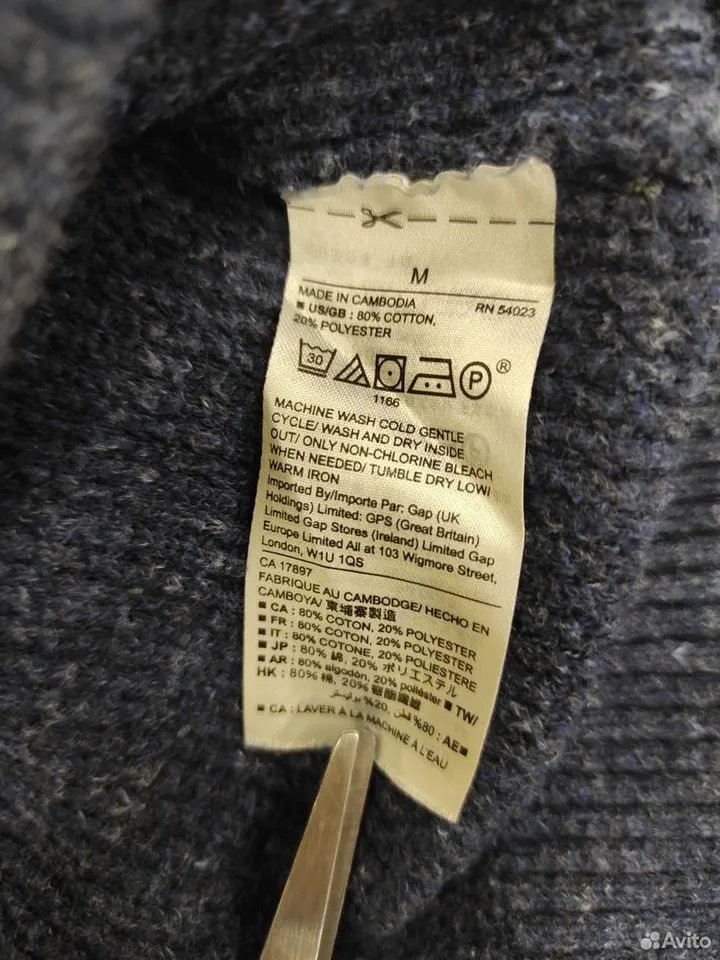 M
MADE IN CAMBODIA RN 54023
■ US/GB : 80% COTTON,
20% POLYESTER
30 P ®
1166
MACHINE WASH COLD GENTLE
CYCLE/ WASH AND DRY INSIDE
OUT/ ONLY NON-CHLORINE BLEACH
WHEN NEEDED/ TUMBLE DRY LOW/
WARM IRON
Imported By/Importe Par: Gap (UK
Holdings) Limited: GPS (Great Britain)
Limited Gap Stores (Ireland) Limited Gap
Europe Limited All at 103 Wigmore Street,
London, W1U 1QS
CA 17897
FABRIQUE AU CAMBODGE/ HECHO EN
CAMBOYA/ 柬埔寨製造
■ CA : 80% COTON, 20% POLYESTER
■ FR : 80% COTON, 20% POLYESTER
■ IT : 80% COTONE, 20% POLIESTERE
■ JP : 80% 綿, 20% ポリエステル
■ AR : 80% algodón, 20% poliéster ■ TW/
HK : 80% 棉, 20% 聚酯纖維
■ AE : %80 قطن, %20 بوليستر
■ CA : LAVER A LA MACHINE À L'EAU
Avito